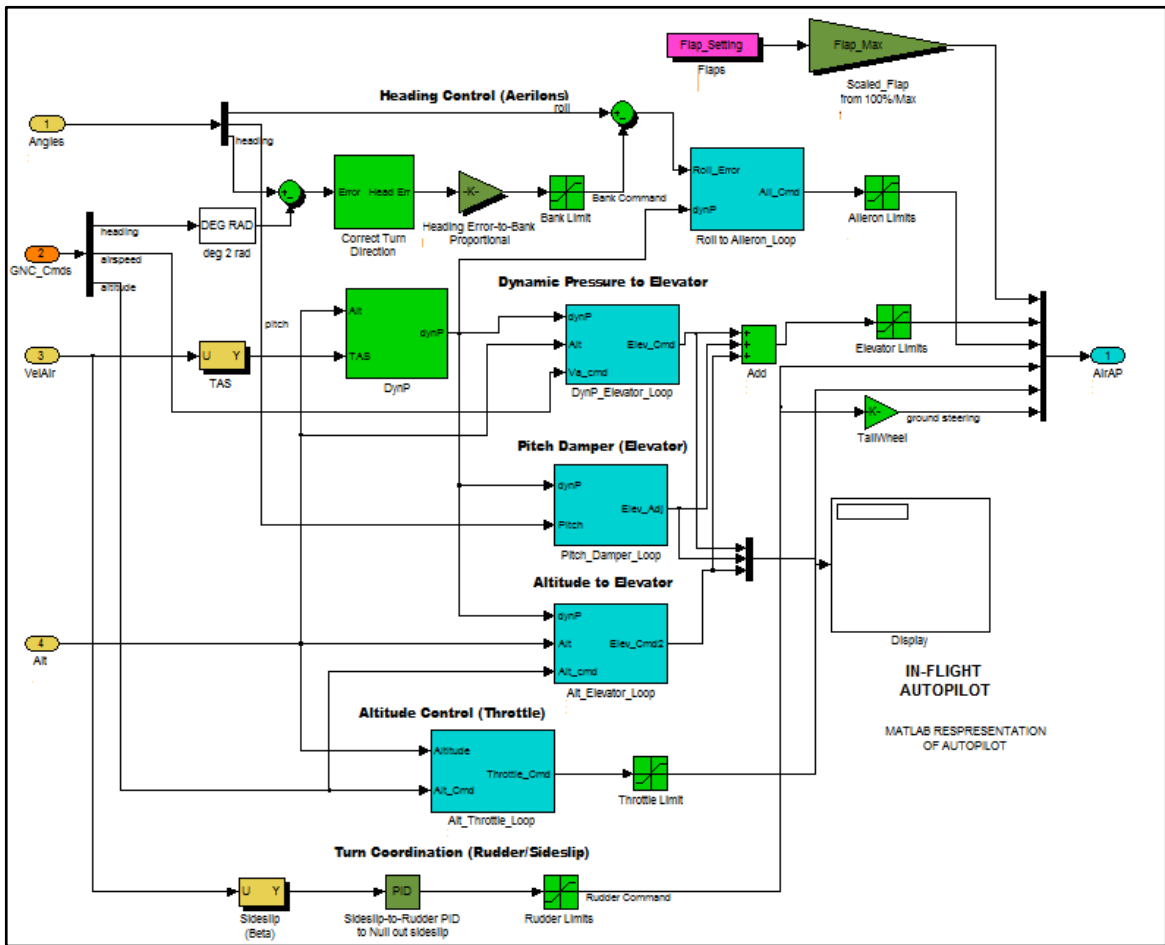 Flap_Setting
Flaps
Flap_Max
Scaled_Flap
from 100%/Max
Heading Control (Aerilons)
roll
1
Angles
heading
Error
Head Err
Correct Turn
Direction
-K-
Heading Error-to-Bank
Proportional
Bank Limit
Bank Command
Roll_Error
dynP
Ail_Cmd
Roll to Aileron_Loop
Aileron Limits
2
GNC_Cmds
heading
airspeed
altitude
DEG RAD
deg 2 rad
Dynamic Pressure to Elevator
pitch
3
VelAir
U Y
TAS
Alt
TAS
dynP
DynP
dynP
Alt
Va_cmd
Elev_Cmd
DynP_Elevator_Loop
Add
Elevator Limits
1
AirAP
-K-
TailWheel
ground steering
Pitch Damper (Elevator)
dynP
Pitch
Elev_Adj
Pitch_Damper_Loop
Display
Altitude to Elevator
4
Alt
dynP
Alt
Alt_cmd
Elev_Cmd2
Alt_Elevator_Loop
IN-FLIGHT
AUTOPILOT
MATLAB RESPRESENTATION
OF AUTOPILOT
Altitude Control (Throttle)
Altitude
Alt_Cmd
Throttle_Cmd
Alt_Throttle_Loop
Throttle Limit
Turn Coordination (Rudder/Sideslip)
U Y
Sideslip
(Beta)
PID
Sideslip-to-Rudder PID
to Null out sideslip
Rudder Limits
Rudder Command